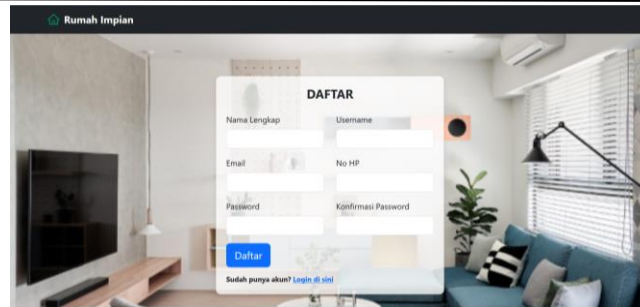 Rumah Impian
DAFTAR
Nama Lengkap Username
Email No HP
Password Konfirmasi Password
Daftar
Sudah punya akun? Login di sini